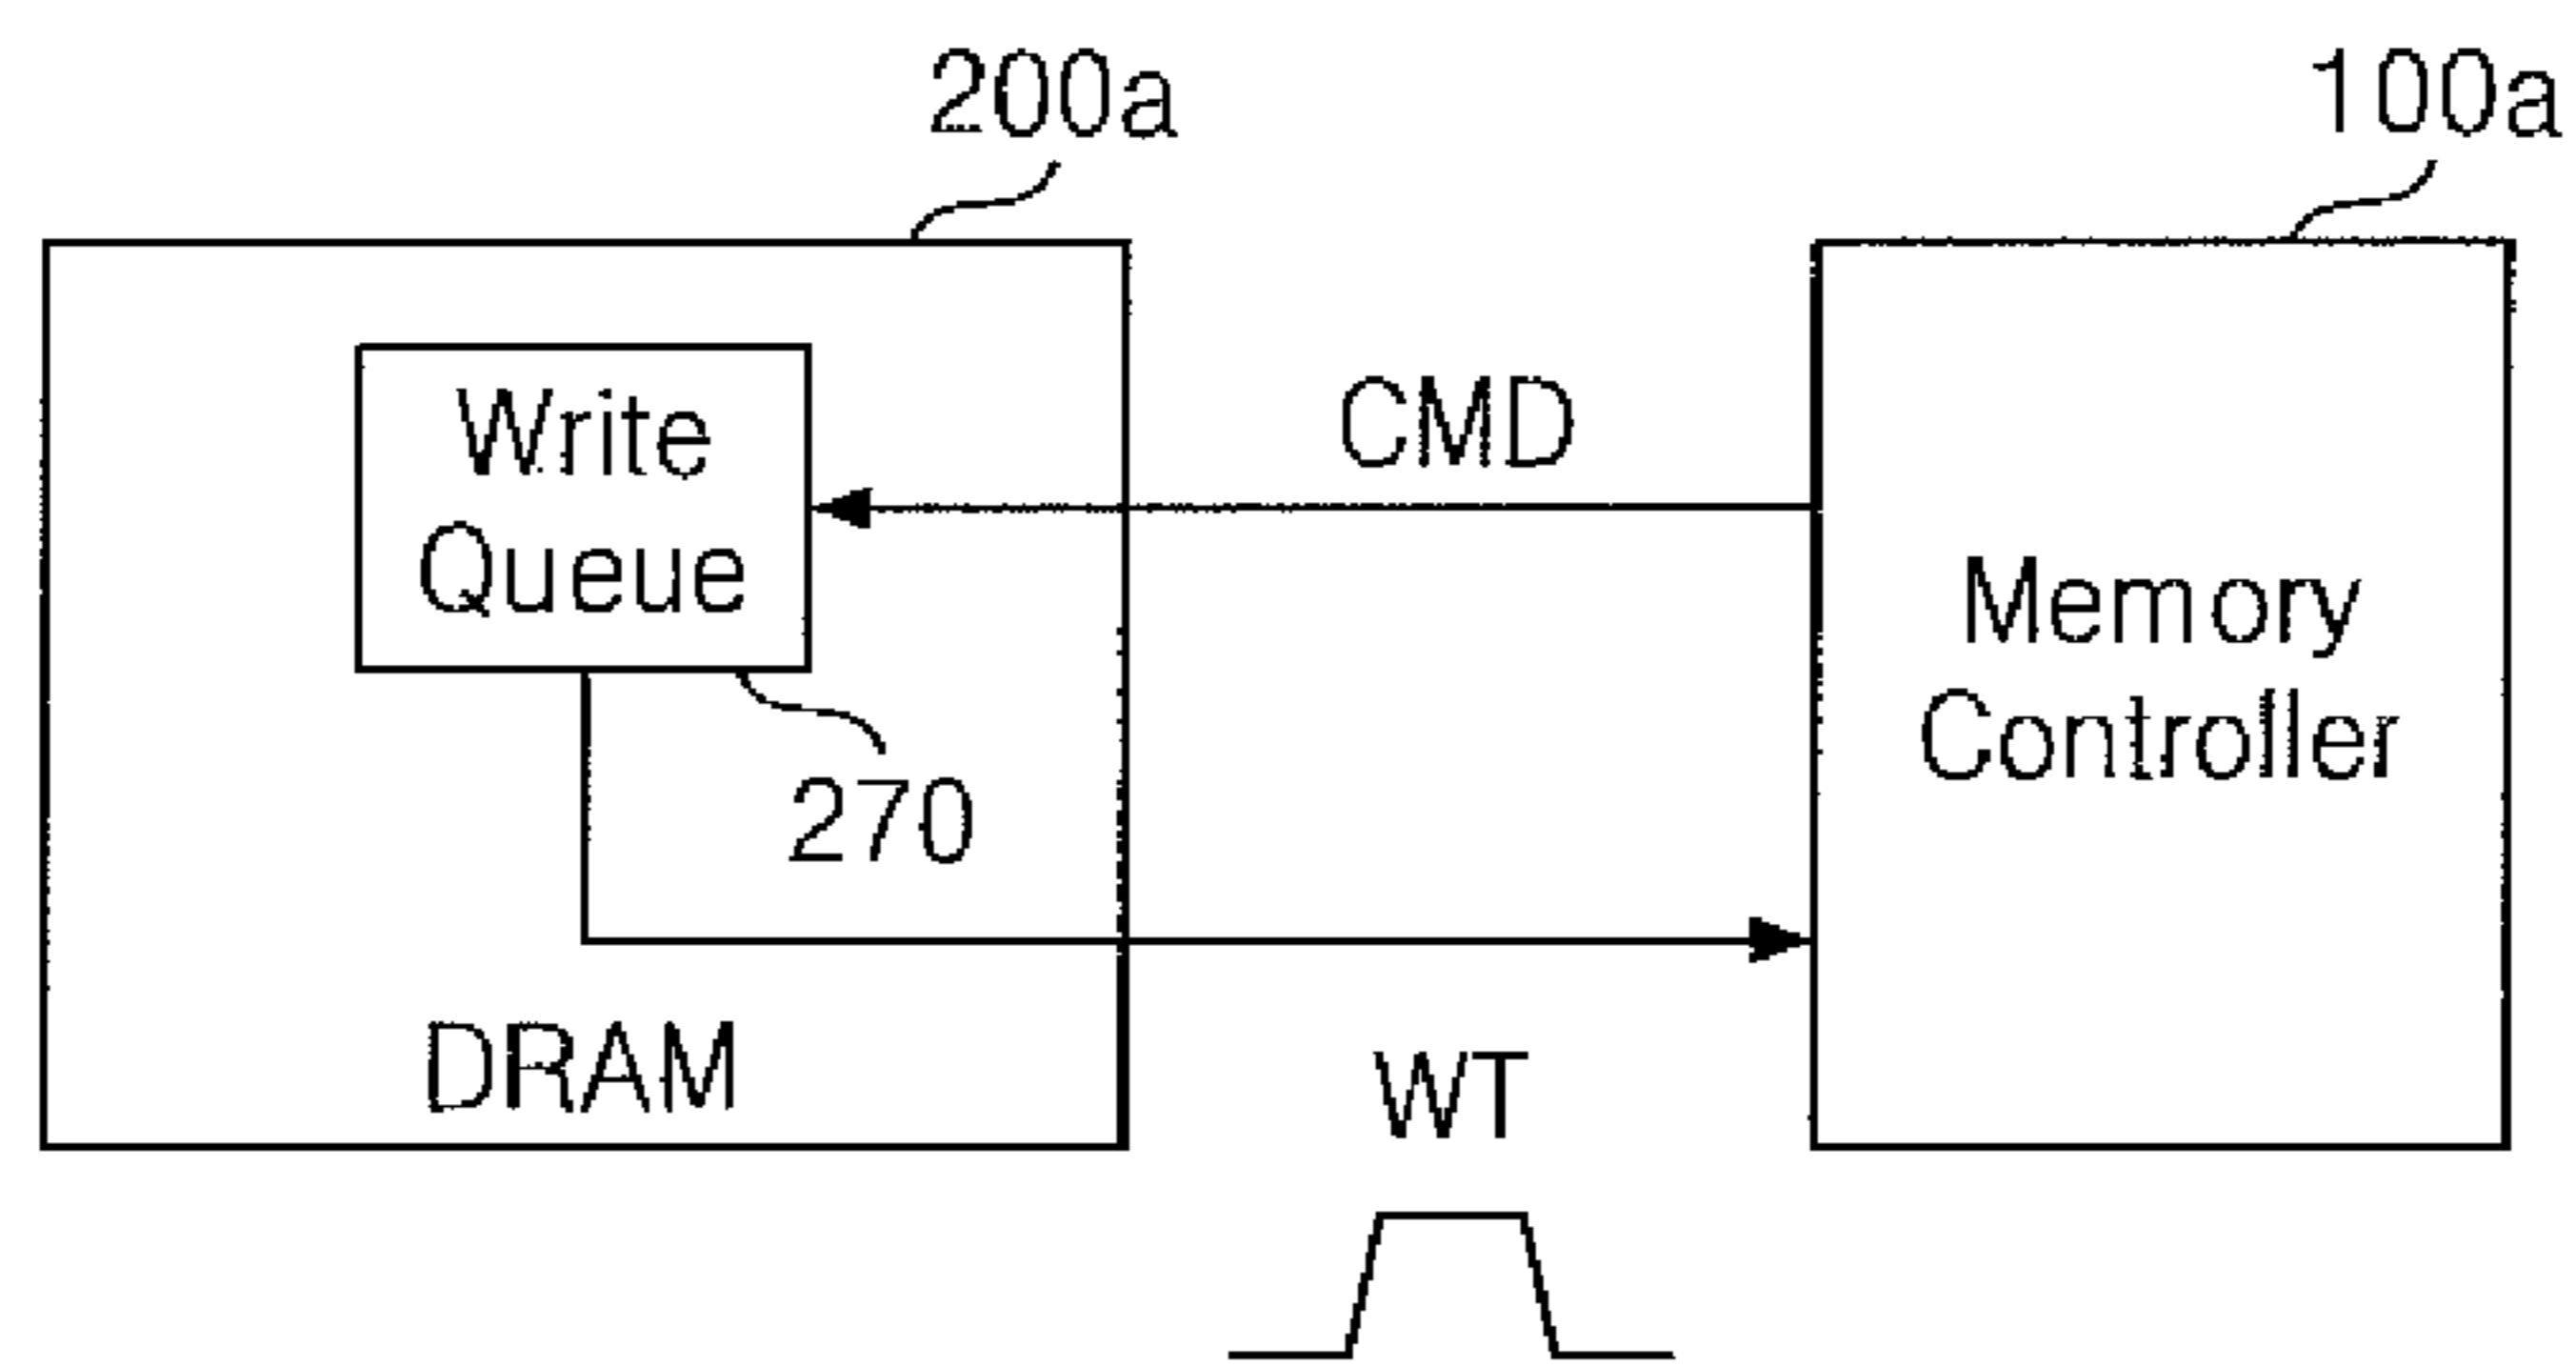 200a
100a
Write
Queue
CMD
Memory
Controller
270
DRAM
WT